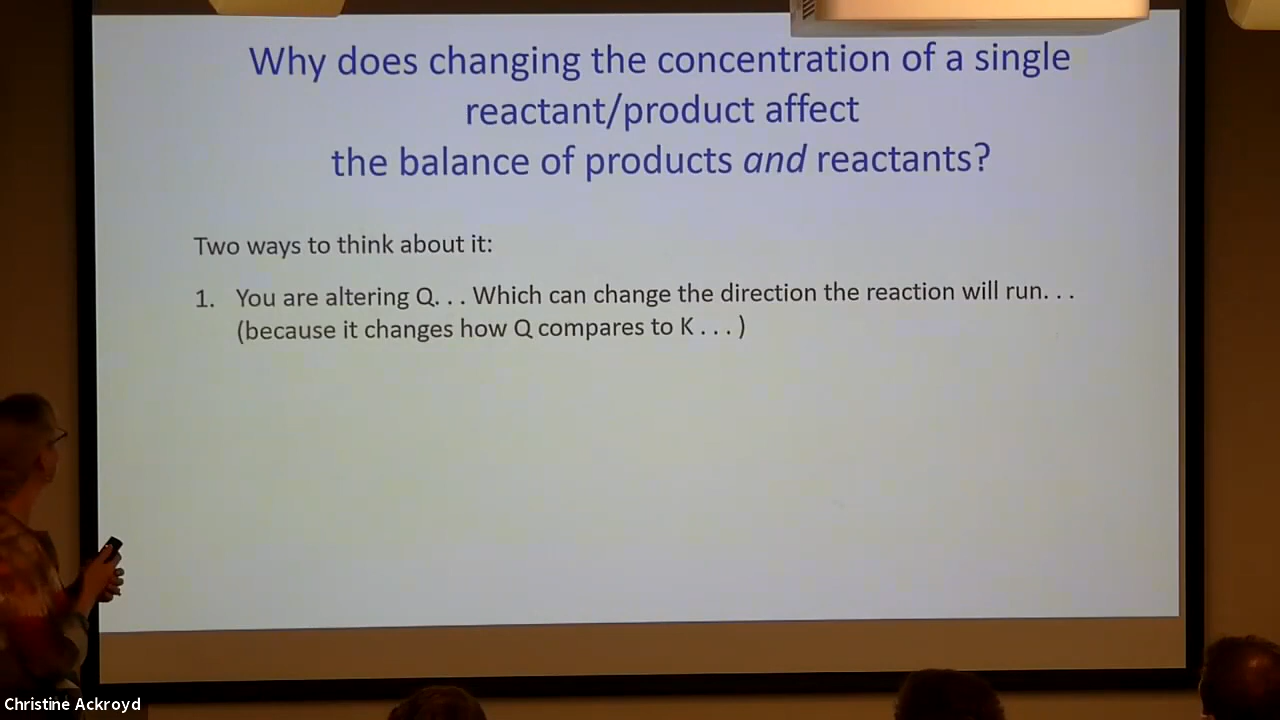 Why does changing the concentration of a single
reactant/product affect
the balance of products and reactants?
Two ways to think about it:
1. You are altering Q. . . Which can change the direction the reaction will run. . .
(because it changes how Q compares to K . . . )
Christine Ackroyd